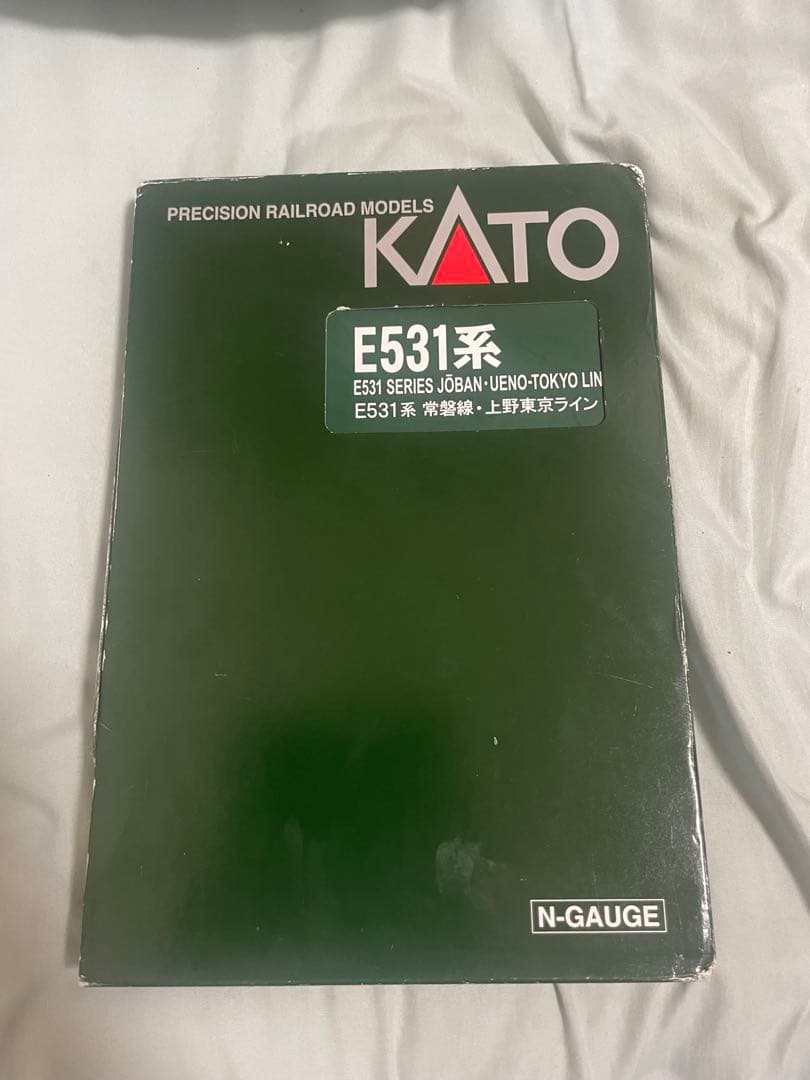 PRECISION RAILROAD MODELS
KATO
E531系
E531 SERIES JŌBAN・UENO-TOKYO LIN
E531系 常磐線・上野東京ライン
N-GAUGE